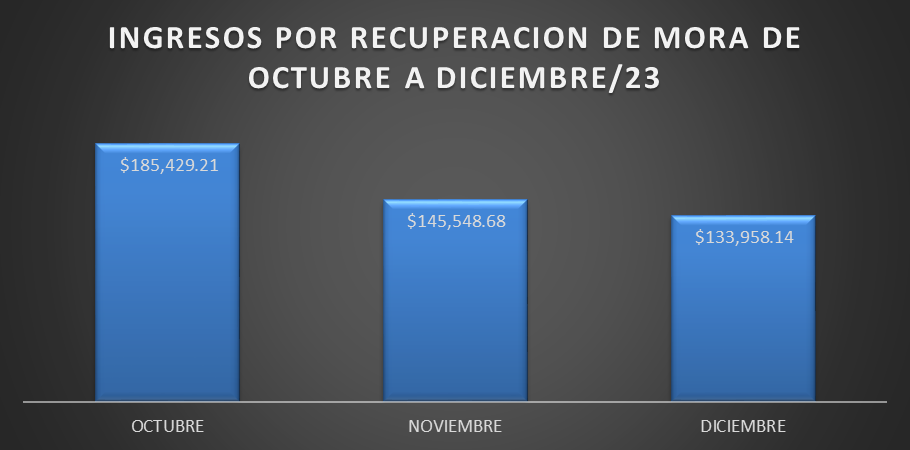 INGRESOS POR RECUPERACION DE MORA DE
OCTUBRE A DICIEMBRE/23
$185,429.21
$145,548.68
$133,958.14
OCTUBRE
NOVIEMBRE
DICIEMBRE